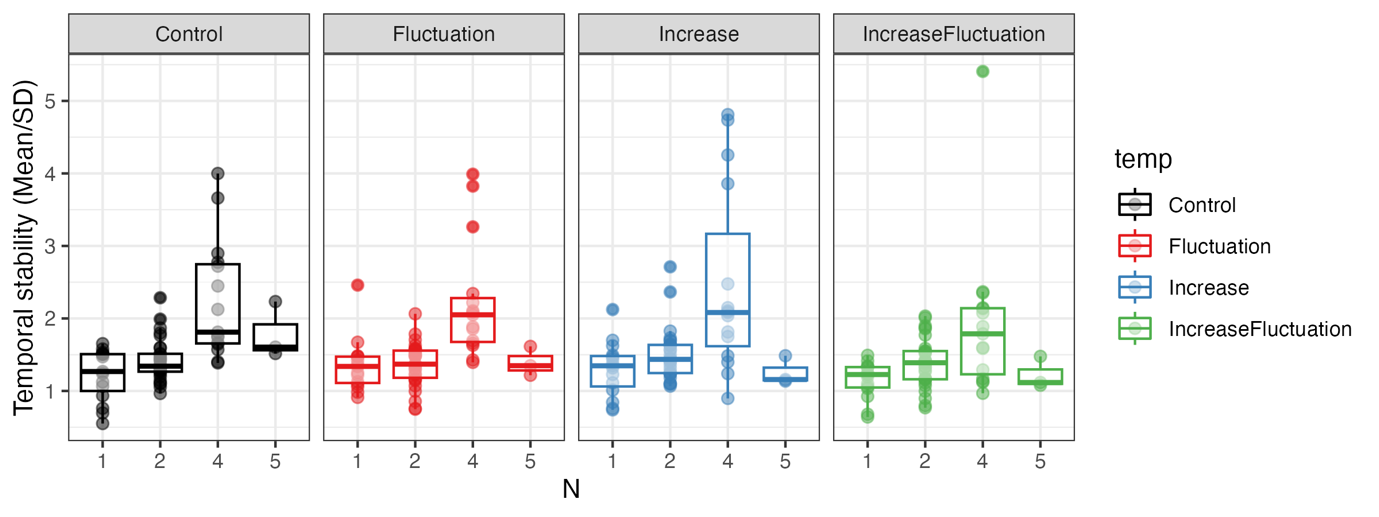 Control Fluctuation Increase IncreaseFluctuation
Temporal stability (Mean/SD)
5
4
3
2
1
1 2 4 5 1 2 4 5 1 2 4 5 1 2 4 5
N
temp
Control
Fluctuation
Increase
IncreaseFluctuation